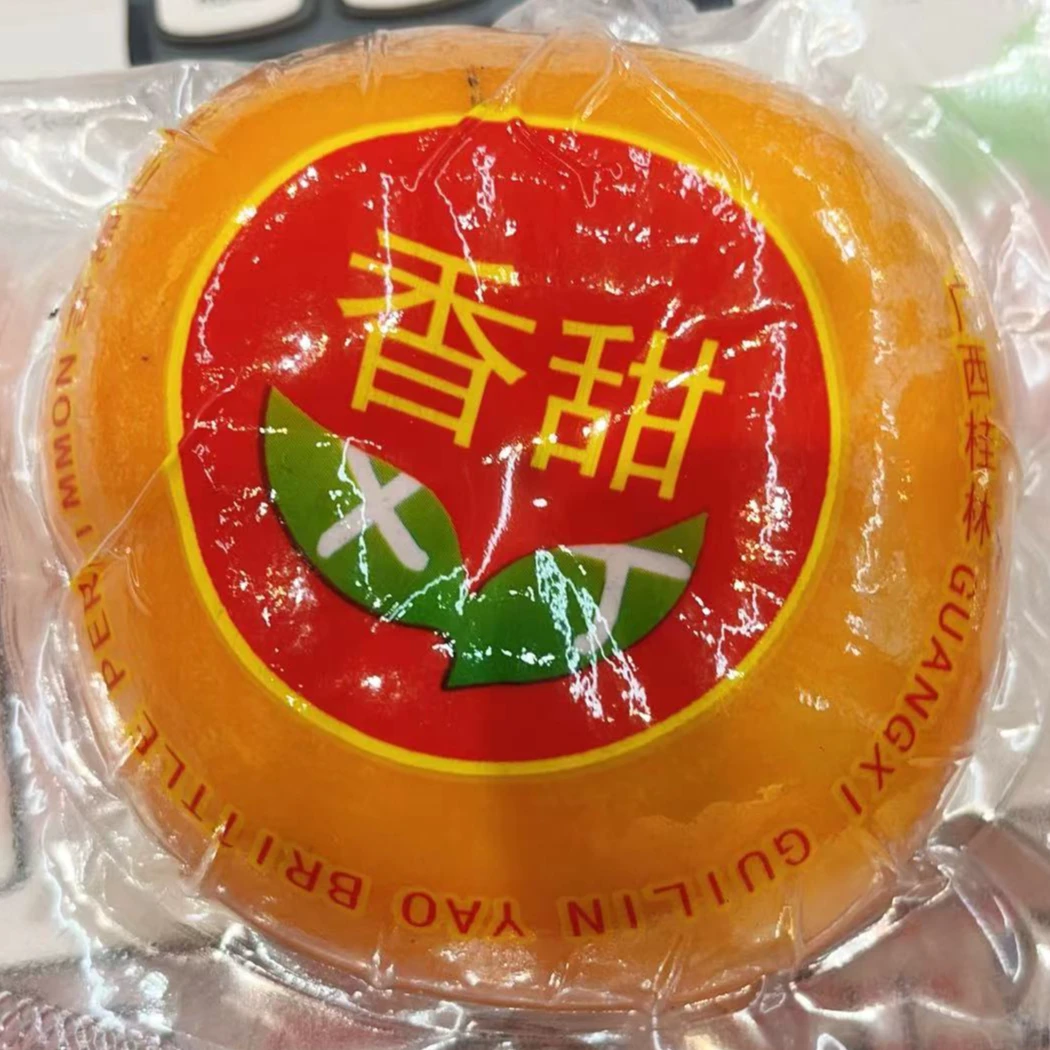 香甜
X T
广西桂林 GUANGXI GUILIN YAO BRITTLE PERSIMMON